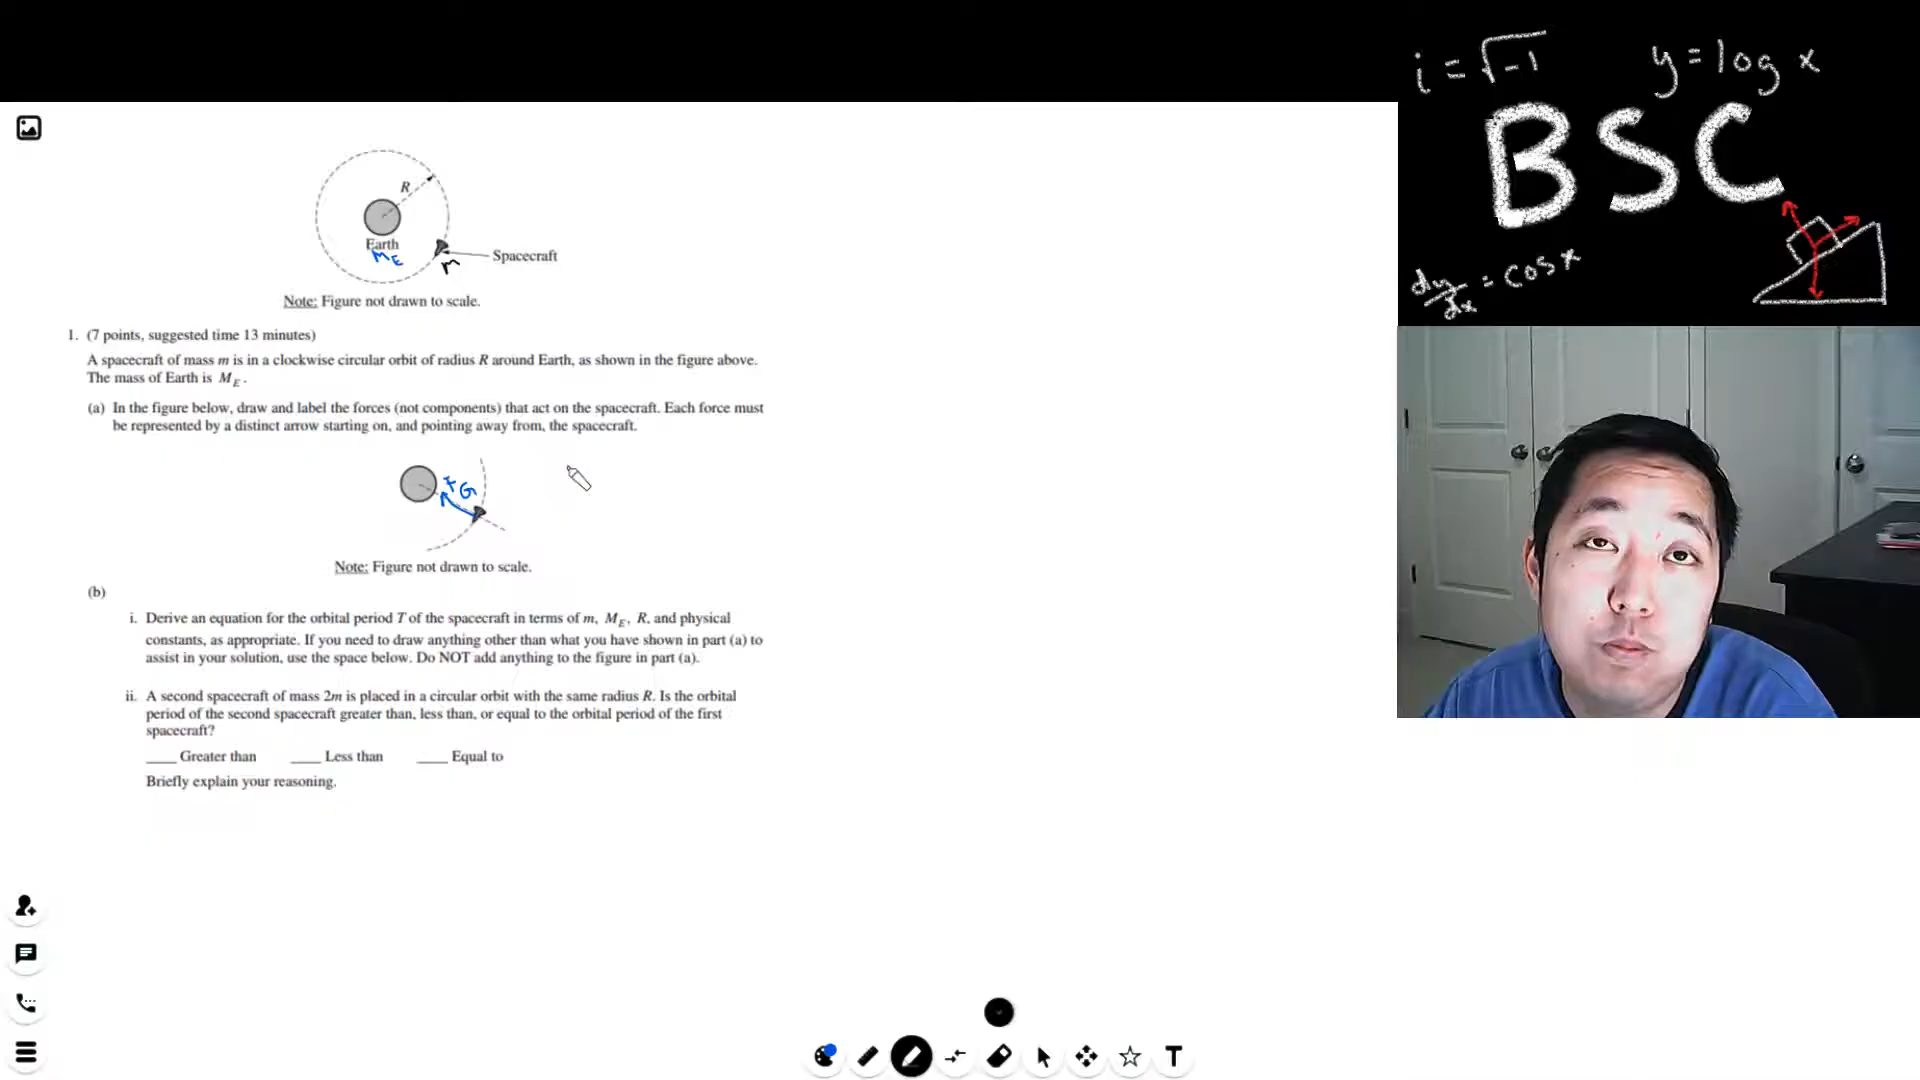 R
Earth
M_E
m
Spacecraft
Note: Figure not drawn to scale.
1. (7 points, suggested time 13 minutes)
A spacecraft of mass m is in a clockwise circular orbit of radius R around Earth, as shown in the figure above.
The mass of Earth is M_E.
(a) In the figure below, draw and label the forces (not components) that act on the spacecraft. Each force must
be represented by a distinct arrow starting on, and pointing away from, the spacecraft.
F_G
Note: Figure not drawn to scale.
(b)
i. Derive an equation for the orbital period T of the spacecraft in terms of m, M_E, R, and physical
constants, as appropriate. If you need to draw anything other than what you have shown in part (a) to
assist in your solution, use the space below. Do NOT add anything to the figure in part (a).
ii. A second spacecraft of mass 2m is placed in a circular orbit with the same radius R. Is the orbital
period of the second spacecraft greater than, less than, or equal to the orbital period of the first
spacecraft?
____ Greater than ____ Less than ____ Equal to
Briefly explain your reasoning.
i = √-1 y = log x
BSC
dy/dx = cos x
T